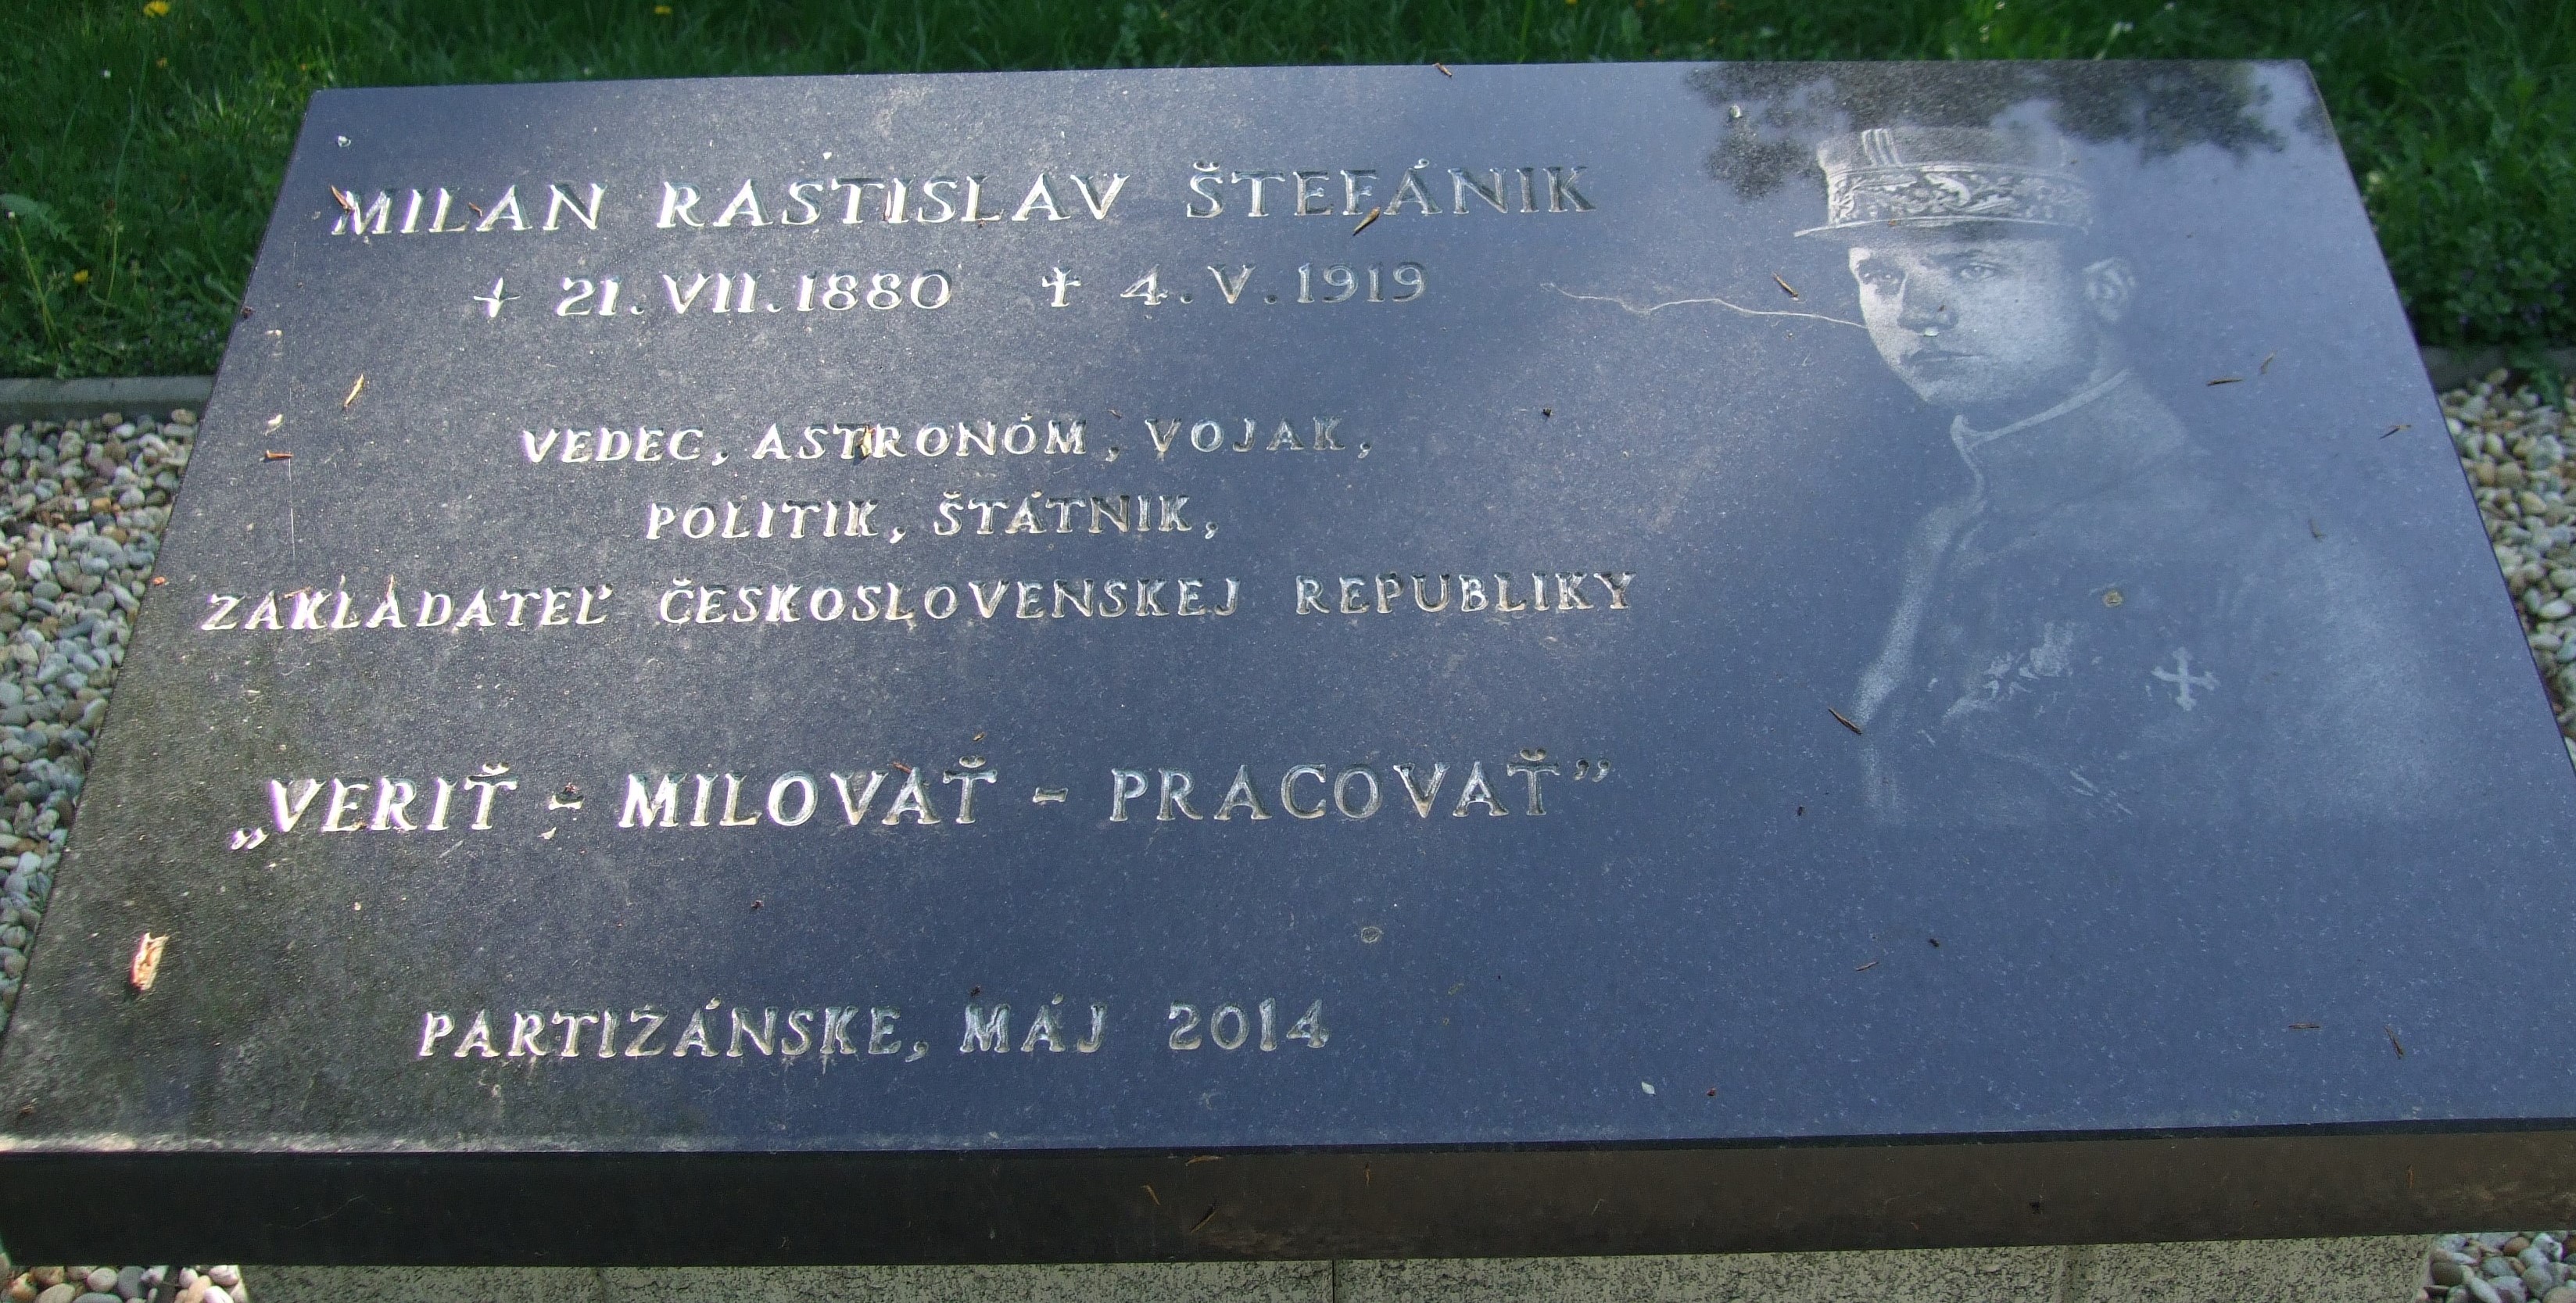 MILAN RASTISLAV ŠTEFÁNIK
+ 21.VII.1880 ✝ 4.V.1919
VEDEC, ASTRONÓM, VOJAK,
POLITIK, ŠTÁTNIK,
ZAKLADATEĽ ČESKOSLOVENSKEJ REPUBLIKY
„VERIŤ - MILOVAŤ - PRACOVAŤ”
PARTIZÁNSKE, MÁJ 2014